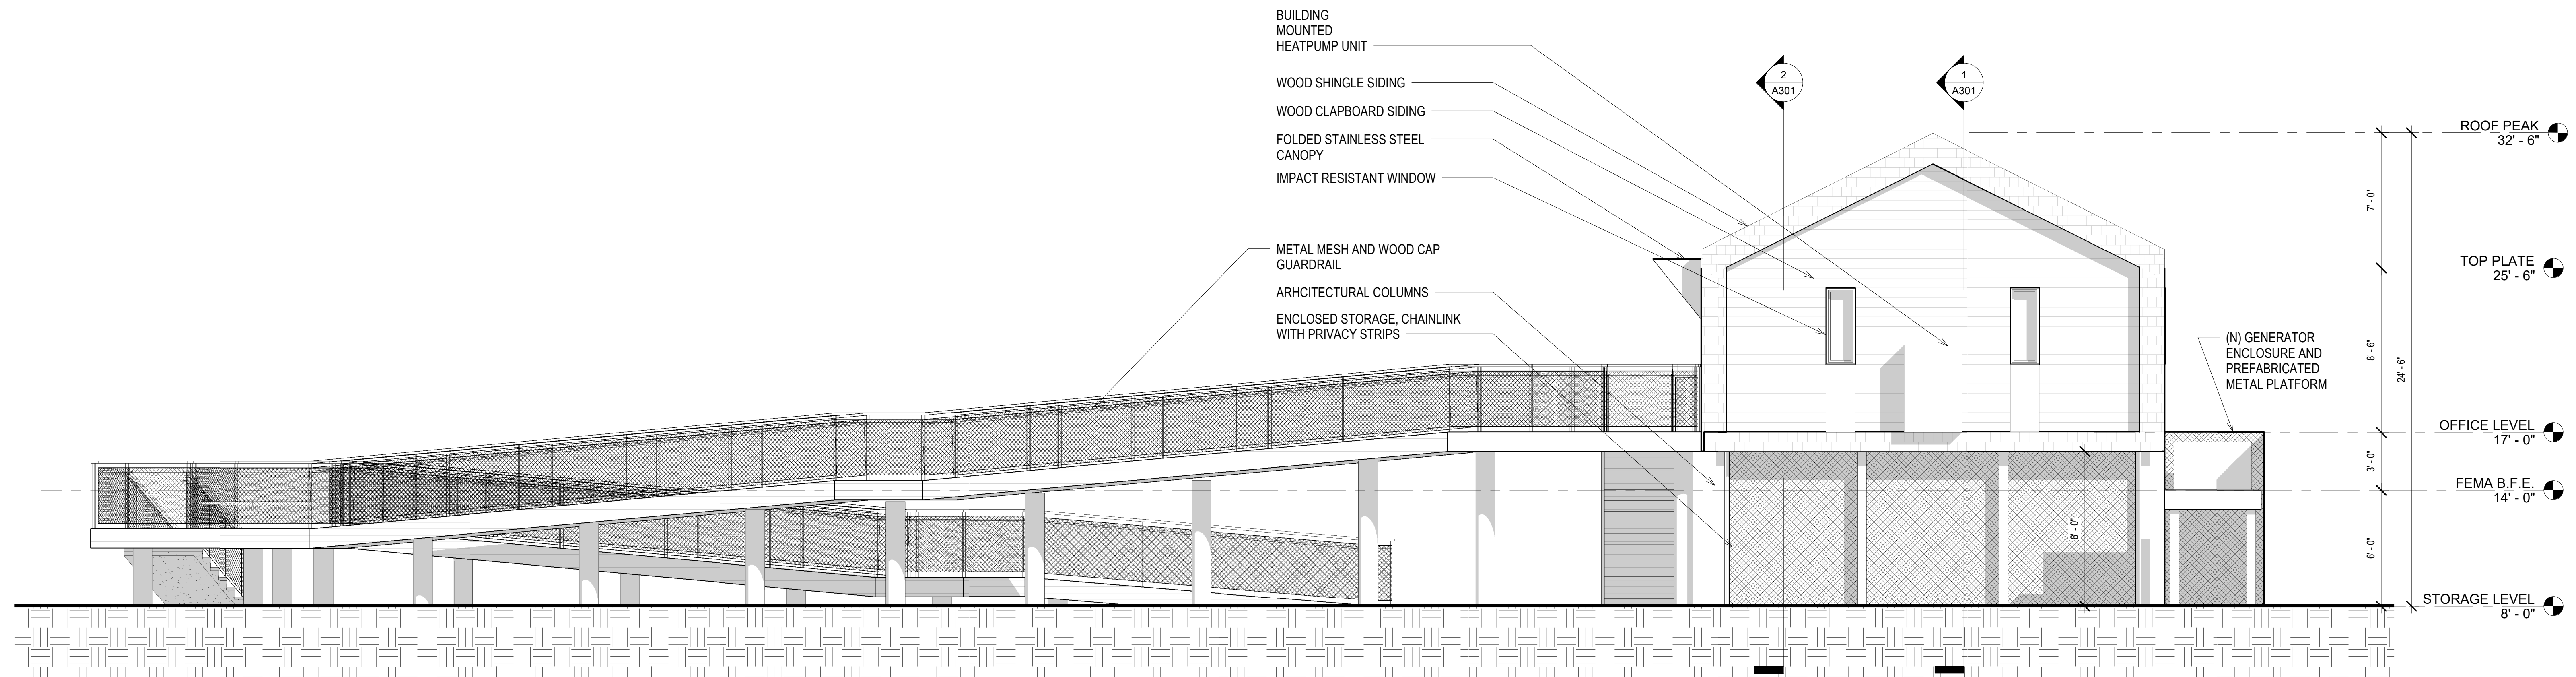 BUILDING
MOUNTED
HEATPUMP UNIT
WOOD SHINGLE SIDING
WOOD CLAPBOARD SIDING
FOLDED STAINLESS STEEL
CANOPY
IMPACT RESISTANT WINDOW
METAL MESH AND WOOD CAP
GUARDRAIL
ARHCITECTURAL COLUMNS
ENCLOSED STORAGE, CHAINLINK
WITH PRIVACY STRIPS
2
A301
1
A301
(N) GENERATOR
ENCLOSURE AND
PREFABRICATED
METAL PLATFORM
8' - 0"
7' - 0"
8' - 6"
3' - 0"
6' - 0"
24' - 6"
ROOF PEAK
32' - 6"
TOP PLATE
25' - 6"
OFFICE LEVEL
17' - 0"
FEMA B.F.E.
14' - 0"
STORAGE LEVEL
8' - 0"